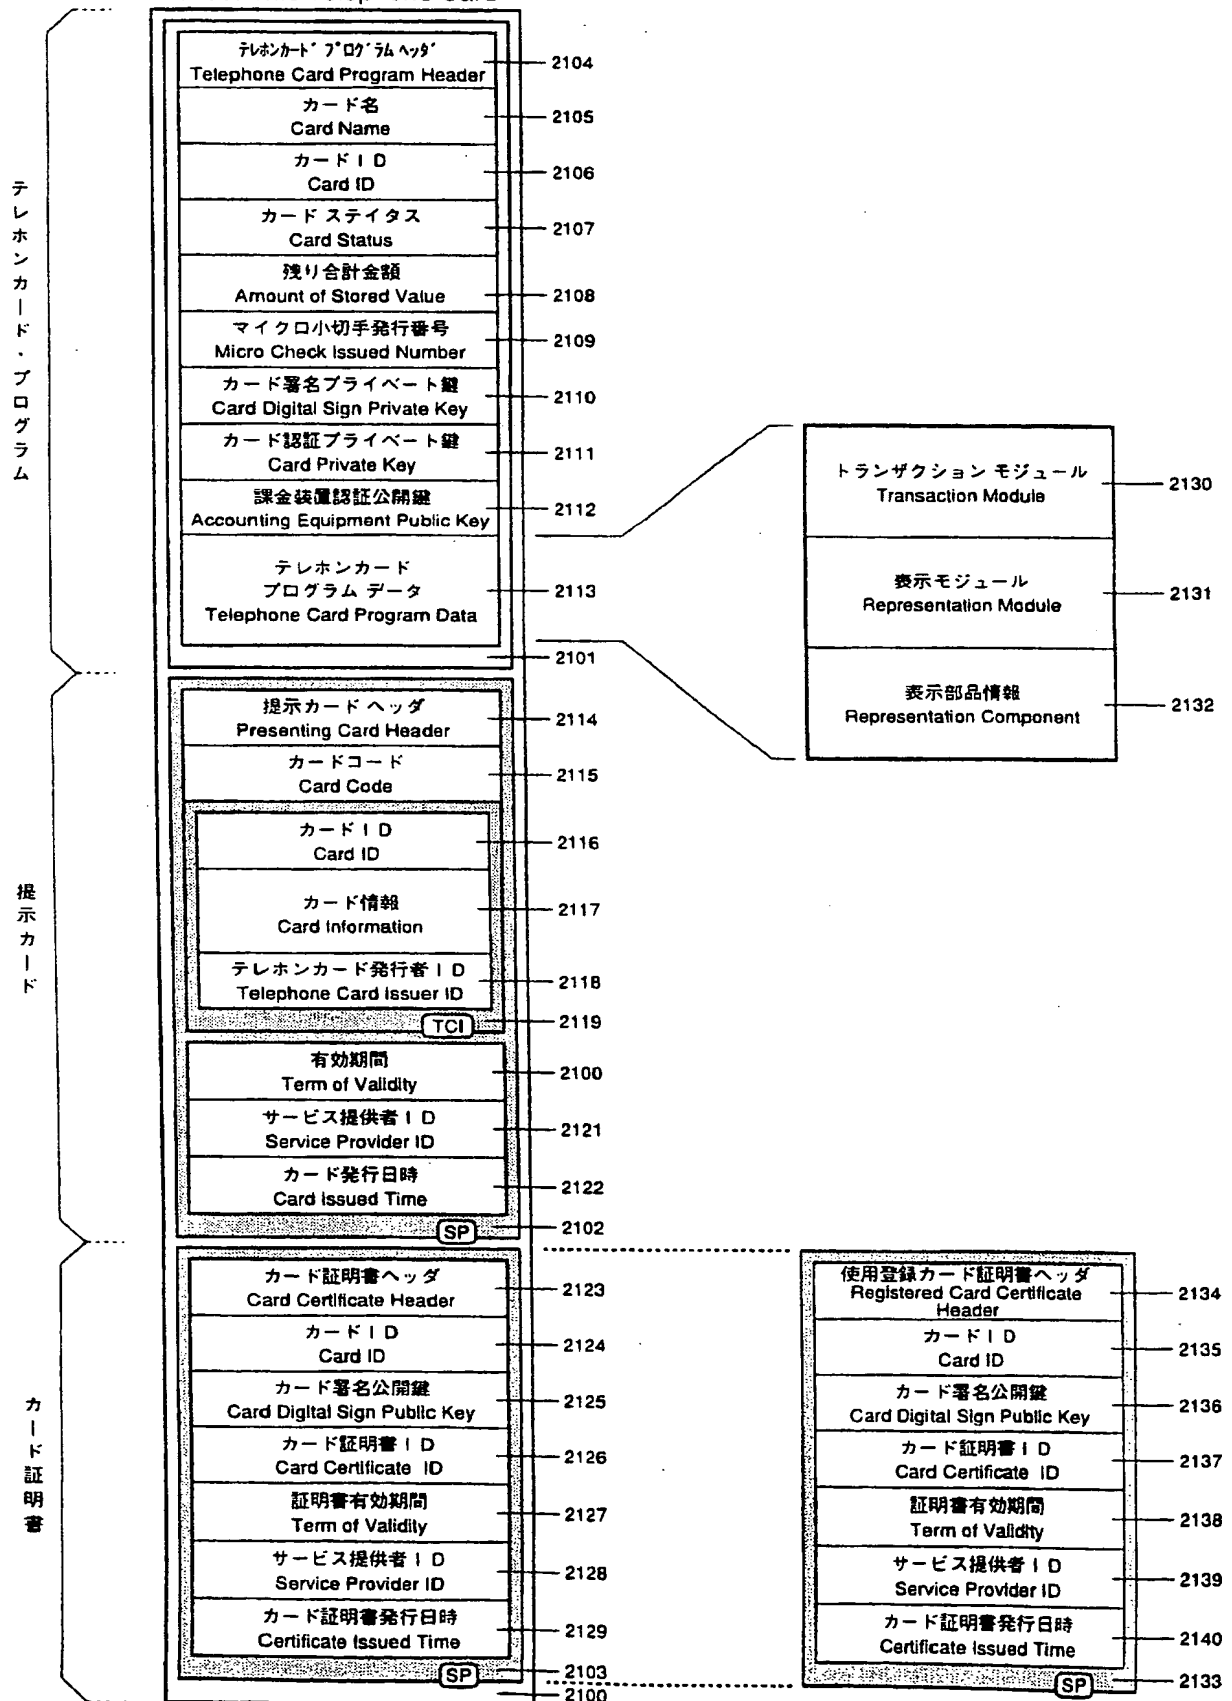 テレホンカード プログラム ヘッダ
Telephone Card Program Header
2104
カード名
Card Name
2105
カード I D
Card ID
2106
カード ステイタス
Card Status
2107
残り合計金額
Amount of Stored Value
2108
マイクロ小切手発行番号
Micro Check Issued Number
2109
カード署名プライベート鍵
Card Digital Sign Private Key
2110
カード認証プライベート鍵
Card Private Key
2111
課金装置認証公開鍵
Accounting Equipment Public Key
2112
テレホンカード
プログラム データ
Telephone Card Program Data
2113
2101
テレホンカード・プログラム
トランザクション モジュール
Transaction Module
2130
表示モジュール
Representation Module
2131
表示部品情報
Representation Component
2132
提示カード ヘッダ
Presenting Card Header
2114
カードコード
Card Code
2115
カード I D
Card ID
2116
カード情報
Card Information
2117
テレホンカード発行者 I D
Telephone Card Issuer ID
2118
TCI
2119
有効期間
Term of Validity
2100
サービス提供者 I D
Service Provider ID
2121
カード発行日時
Card Issued Time
2122
SP
2102
提示カード
カード証明書ヘッダ
Card Certificate Header
2123
カード I D
Card ID
2124
カード署名公開鍵
Card Digital Sign Public Key
2125
カード証明書 I D
Card Certificate ID
2126
証明書有効期間
Term of Validity
2127
サービス提供者 I D
Service Provider ID
2128
カード証明書発行日時
Certificate Issued Time
2129
SP
2103
2100
カード証明書
使用登録カード証明書ヘッダ
Registered Card Certificate
Header
2134
カード I D
Card ID
2135
カード署名公開鍵
Card Digital Sign Public Key
2136
カード証明書 I D
Card Certificate ID
2137
証明書有効期間
Term of Validity
2138
サービス提供者 I D
Service Provider ID
2139
カード証明書発行日時
Certificate Issued Time
2140
SP
2133